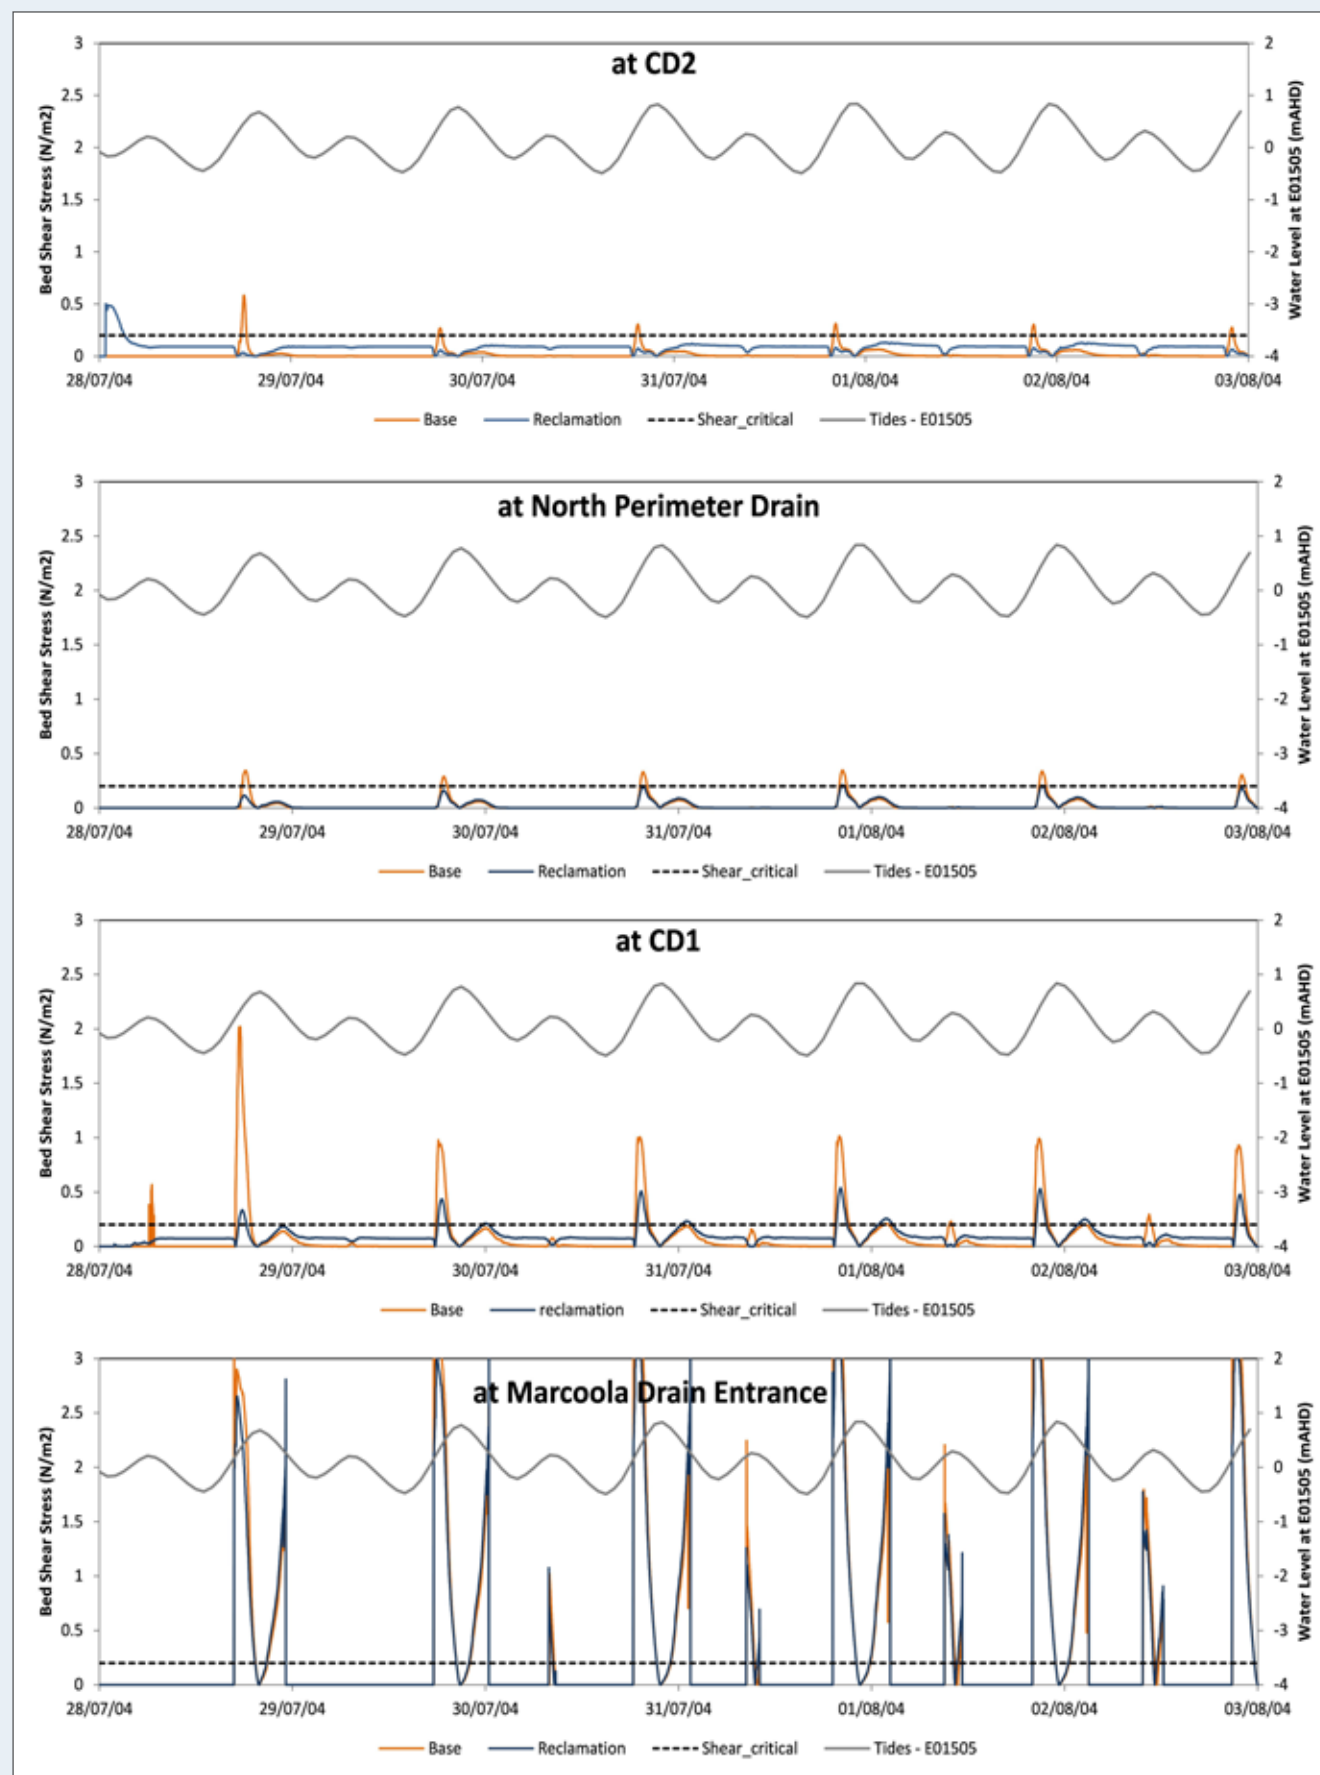 at CD2
Bed Shear Stress (N/m2)
3
2.5
2
1.5
1
0.5
0
2
1
0
-1
-2
-3
-4
Water Level at E01505 (mAHD)
28/07/04 29/07/04 30/07/04 31/07/04 01/08/04 02/08/04 03/08/04
Base Reclamation Shear_critical Tides - E01505
at North Perimeter Drain
Bed Shear Stress (N/m2)
3
2.5
2
1.5
1
0.5
0
2
1
0
-1
-2
-3
-4
Water Level at E01505 (mAHD)
28/07/04 29/07/04 30/07/04 31/07/04 01/08/04 02/08/04 03/08/04
Base Reclamation Shear_critical Tides - E01505
at CD1
Bed Shear Stress (N/m2)
3
2.5
2
1.5
1
0.5
0
2
1
0
-1
-2
-3
-4
Water Level at E01505 (mAHD)
28/07/04 29/07/04 30/07/04 31/07/04 01/08/04 02/08/04 03/08/04
Base reclamation Shear_critical Tides - E01505
at Marcoola Drain Entrance
Bed Shear Stress (N/m2)
3
2.5
2
1.5
1
0.5
0
2
1
0
-1
-2
-3
-4
Water Level at E01505 (mAHD)
28/07/04 29/07/04 30/07/04 31/07/04 01/08/04 02/08/04 03/08/04
Base Reclamation Shear_critical Tides - E01505